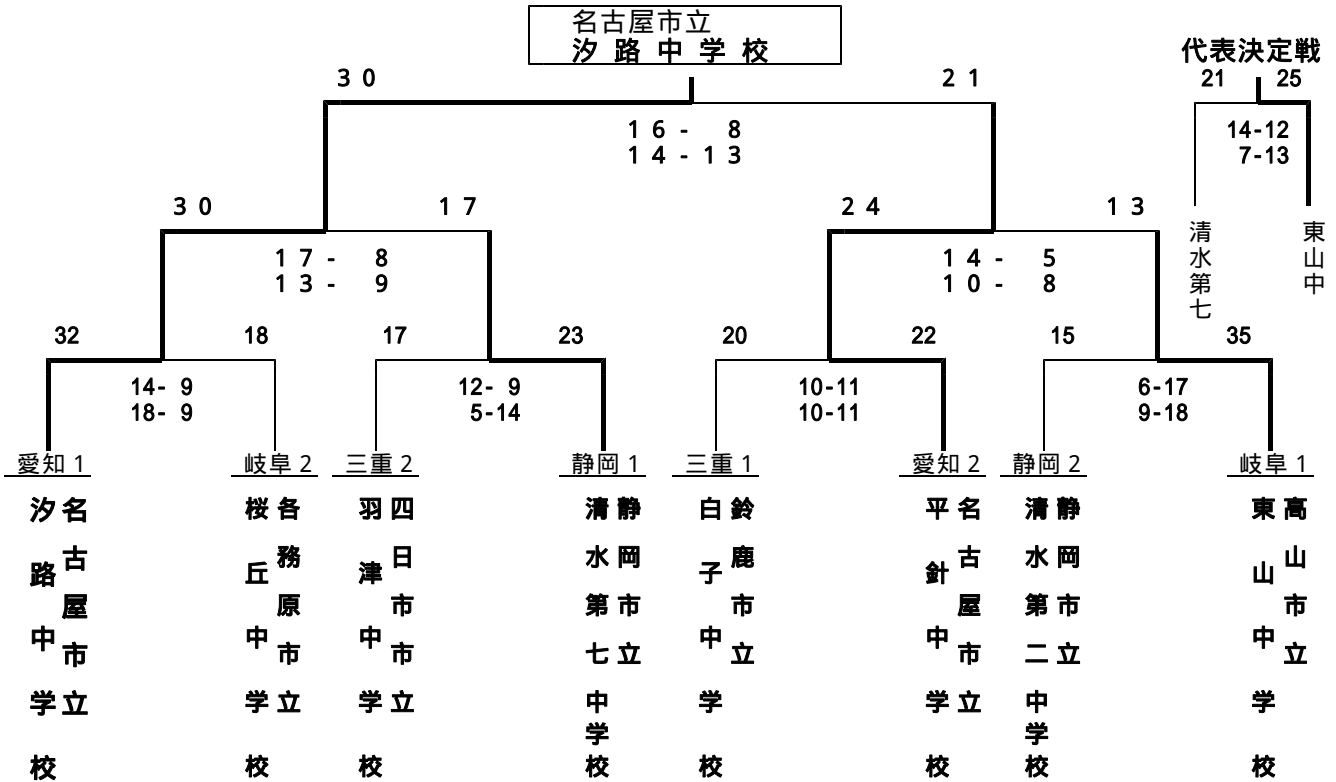 名古屋市立
汐路中学校
代表決定戦
30
21
21
25
16- 8
14-13
14-12
7-13
清水第七
東山中
30
17
24
13
17- 8
13- 9
14- 5
10- 8
32
18
17
23
20
22
15
35
14- 9
18- 9
12- 9
5-14
10-11
10-11
6-17
9-18
愛知1
岐阜2
三重2
静岡1
三重1
愛知2
静岡2
岐阜1
名古屋市立
汐路中学校
各務原市立
桜丘中学校
四日市市立
羽津中学校
静岡市立
清水第七中学校
鈴鹿市立
白子中学校
名古屋市立
平針中学校
静岡市立
清水第二中学校
高山市立
東山中学校